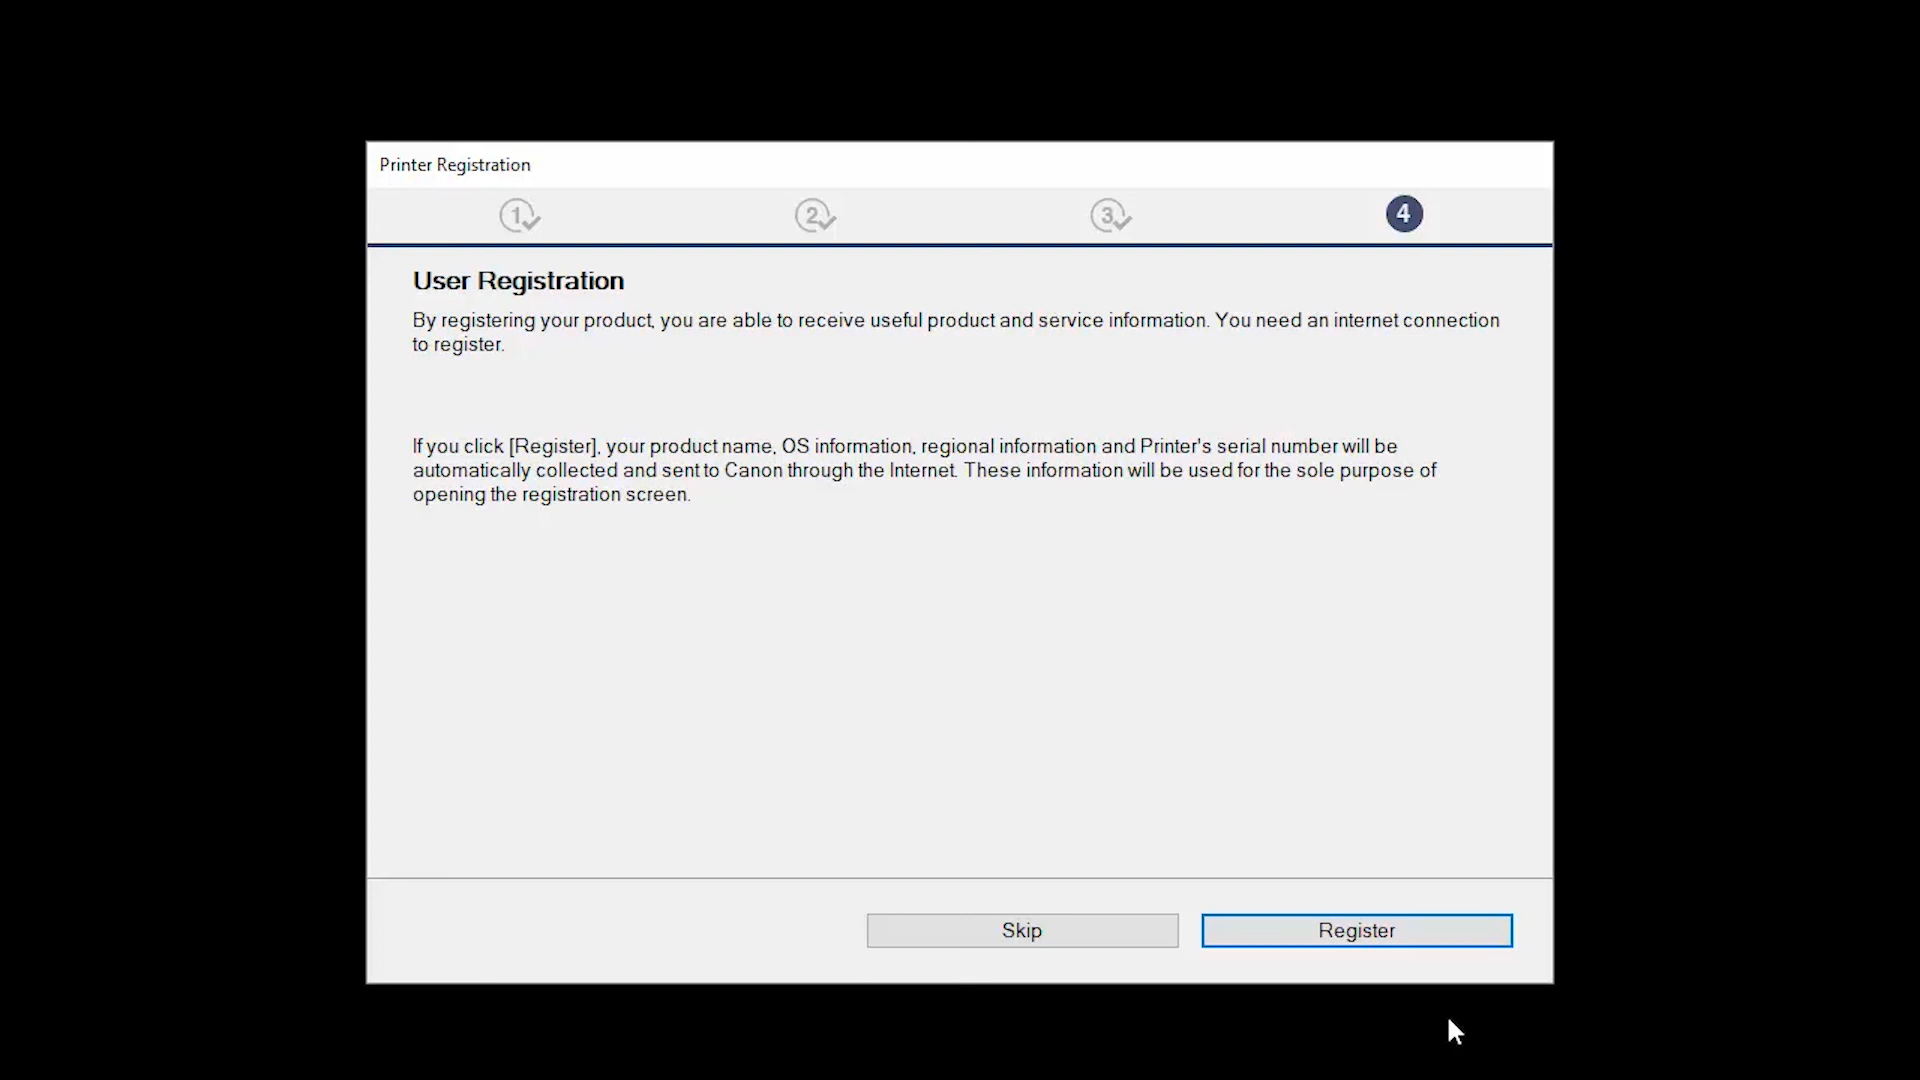 Printer Registration
1 2 3 4
User Registration
By registering your product, you are able to receive useful product and service information. You need an internet connection
to register.
If you click [Register], your product name, OS information, regional information and Printer's serial number will be
automatically collected and sent to Canon through the Internet. These information will be used for the sole purpose of
opening the registration screen.
Skip Register